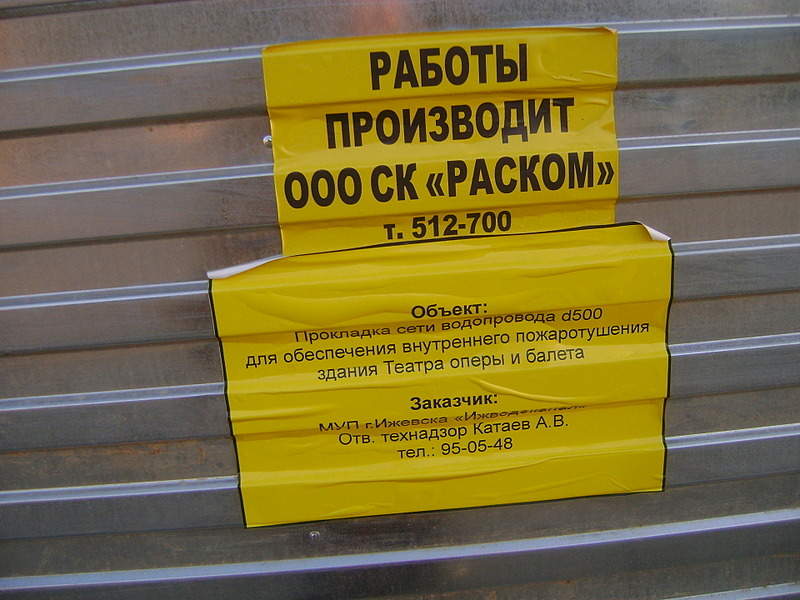 РАБОТЫ
ПРОИЗВОДИТ
ООО СК «РАСКОМ»
т. 512-700
Объект:
Прокладка сети водопровода d500
для обеспечения внутреннего пожаротушения
здания Театра оперы и балета
Заказчик:
МУП г.Ижевска «Ижводоканал»
Отв. технадзор Катаев А.В.
тел.: 95-05-48